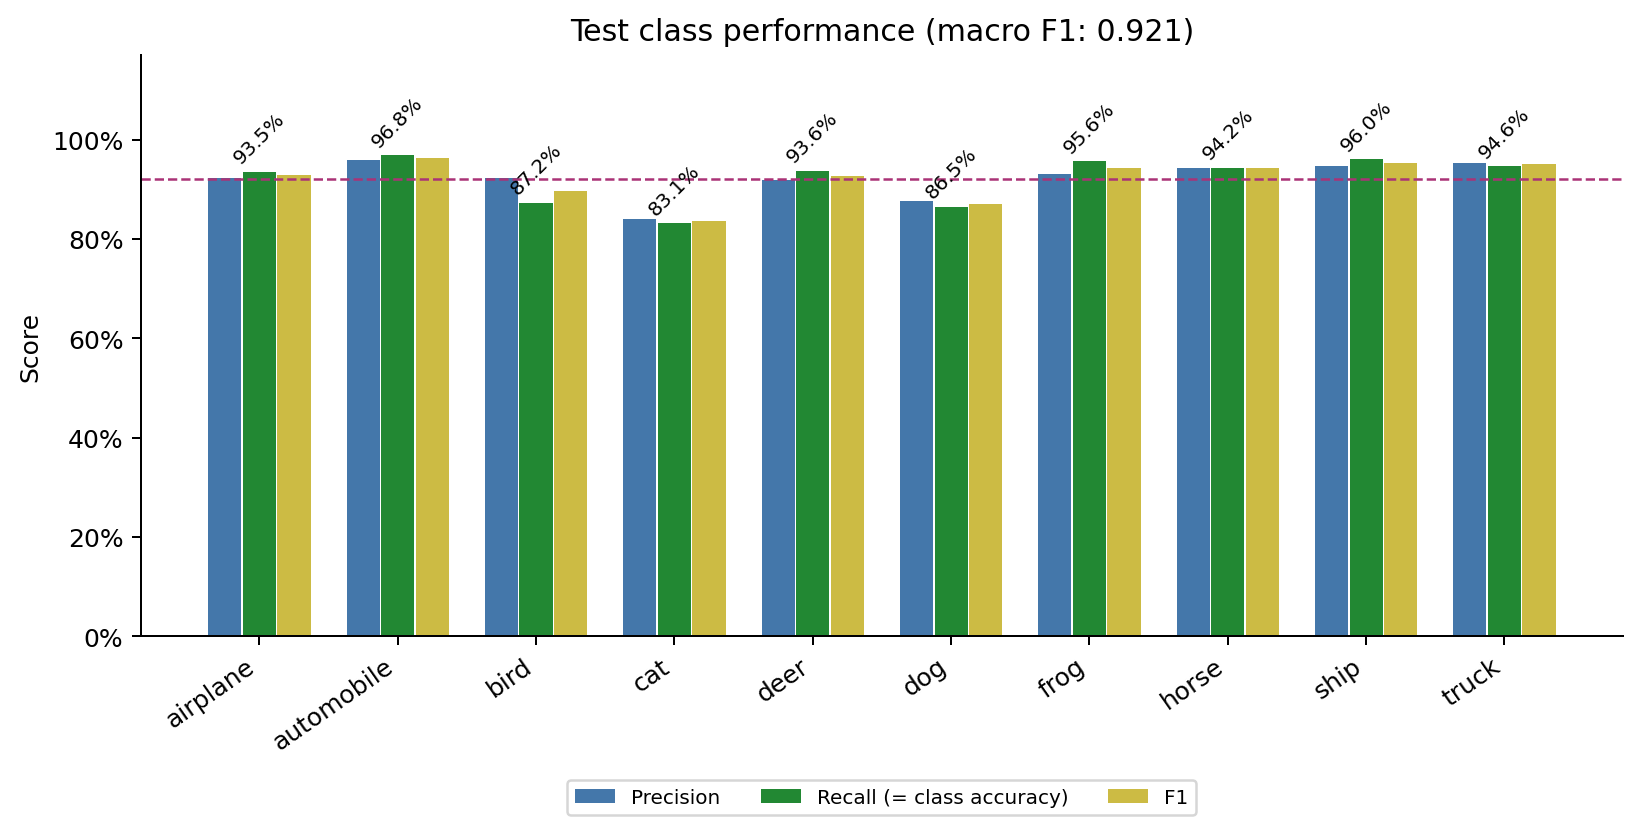 Test class performance (macro F1: 0.921)
100%
80%
60%
40%
20%
0%
Score
93.5%
96.8%
87.2%
83.1%
93.6%
86.5%
95.6%
94.2%
96.0%
94.6%
airplane
automobile
bird
cat
deer
dog
frog
horse
ship
truck
Precision
Recall (= class accuracy)
F1